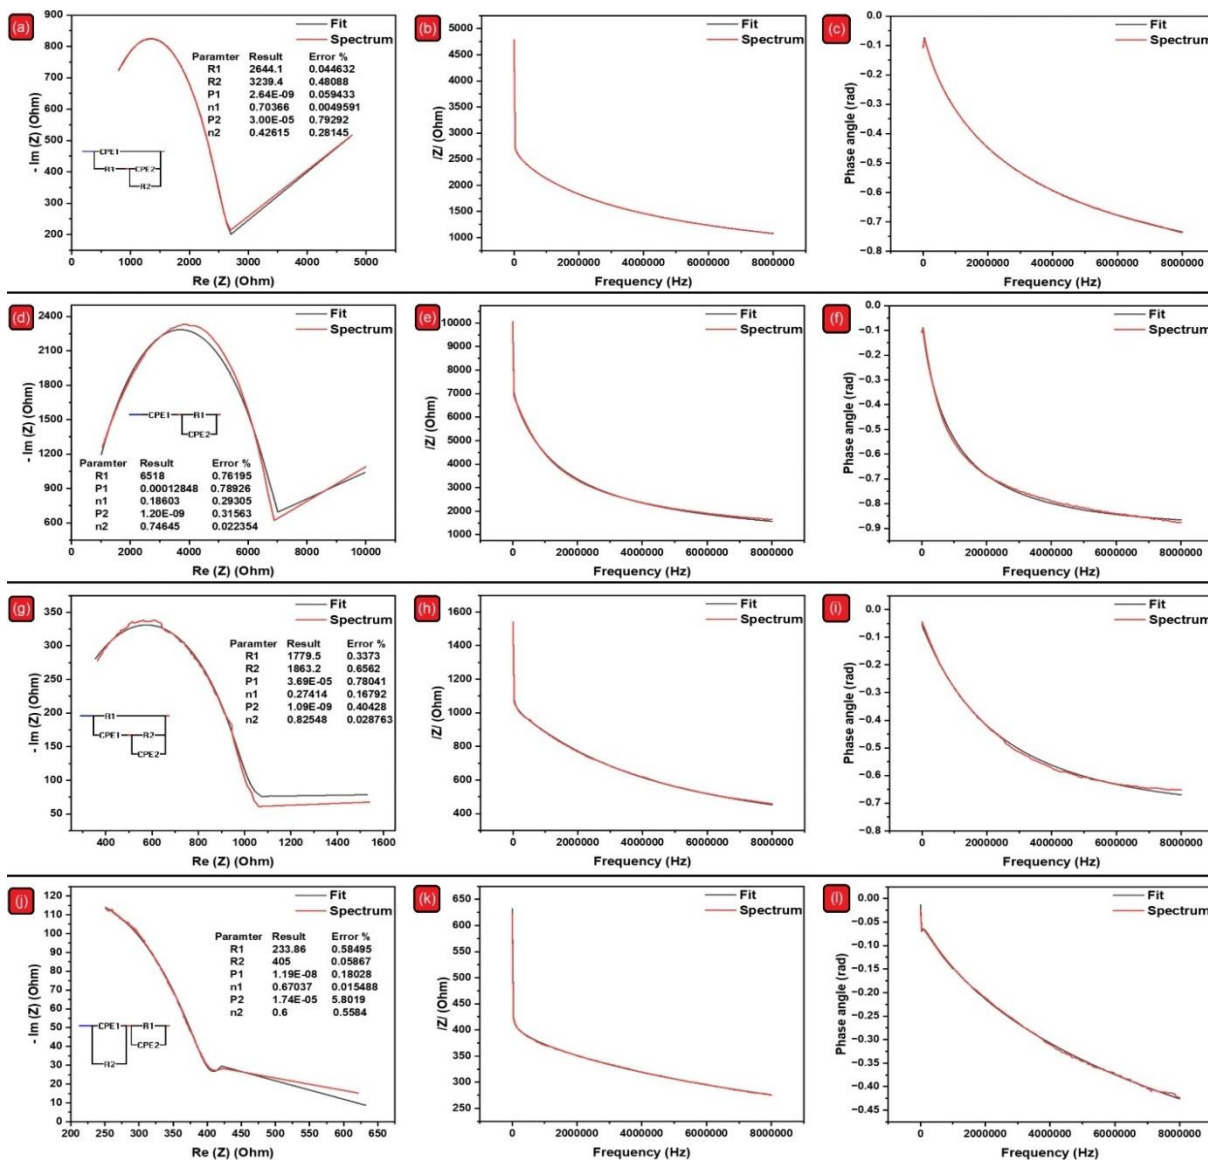 (a)
Fit
Spectrum
Paramter Result Error %
R1 2644.1 0.044632
R2 3239.4 0.48088
P1 2.64E-09 0.059433
n1 0.70366 0.0049591
P2 3.00E-05 0.79292
n2 0.42615 0.28145
CPE1
R1 CPE2
R2
- Im (Z) (Ohm)
900
800
700
600
500
400
300
200
0 1000 2000 3000 4000 5000
Re (Z) (Ohm)
(b)
Fit
Spectrum
/Z/ (Ohm)
5000
4500
4000
3500
3000
2500
2000
1500
1000
0 2000000 4000000 6000000 8000000
Frequency (Hz)
(c)
Fit
Spectrum
Phase angle (rad)
0.0
−0.1
−0.2
−0.3
−0.4
−0.5
−0.6
−0.7
−0.8
0 2000000 4000000 6000000 8000000
Frequency (Hz)
(d)
Fit
Spectrum
CPE1 R1
CPE2
Paramter Result Error %
R1 6518 0.76195
P1 0.00012848 0.78926
n1 0.18603 0.29305
P2 1.20E-09 0.31563
n2 0.74645 0.022354
- Im (Z) (Ohm)
2400
2100
1800
1500
1200
900
600
0 2000 4000 6000 8000 10000
Re (Z) (Ohm)
(e)
Fit
Spectrum
/Z/ (Ohm)
10000
9000
8000
7000
6000
5000
4000
3000
2000
1000
0 2000000 4000000 6000000 8000000
Frequency (Hz)
(f)
Fit
Spectrum
Phase angle (rad)
0.0
−0.1
−0.2
−0.3
−0.4
−0.5
−0.6
−0.7
−0.8
−0.9
0 2000000 4000000 6000000 8000000
Frequency (Hz)
(g)
Fit
Spectrum
Paramter Result Error %
R1 1779.5 0.3373
R2 1863.2 0.6562
P1 3.69E-05 0.78041
n1 0.27414 0.16792
P2 1.09E-09 0.40428
n2 0.82548 0.028763
R1
CPE1 R2
CPE2
- Im (Z) (Ohm)
350
325
300
275
250
225
200
175
150
125
100
75
50
400 600 800 1000 1200 1400 1600
Re (Z) (Ohm)
(h)
Fit
Spectrum
/Z/ (Ohm)
1600
1400
1200
1000
800
600
400
0 2000000 4000000 6000000 8000000
Frequency (Hz)
(i)
Fit
Spectrum
Phase angle (rad)
0.0
−0.1
−0.2
−0.3
−0.4
−0.5
−0.6
−0.7
−0.8
0 2000000 4000000 6000000 8000000
Frequency (Hz)
(j)
Fit
Spectrum
Paramter Result Error %
R1 233.86 0.58495
R2 405 0.05867
P1 1.19E-08 0.18028
n1 0.67037 0.015488
P2 1.74E-05 5.8019
n2 0.6 0.5584
CPE1 R1
CPE2
R2
- Im (Z) (Ohm)
120
110
100
90
80
70
60
50
40
30
20
10
0
200 250 300 350 400 450 500 550 600 650
Re (Z) (Ohm)
(k)
Fit
Spectrum
/Z/ (Ohm)
650
600
550
500
450
400
350
300
250
0 2000000 4000000 6000000 8000000
Frequency (Hz)
(l)
Fit
Spectrum
Phase angle (rad)
0.00
−0.05
−0.10
−0.15
−0.20
−0.25
−0.30
−0.35
−0.40
−0.45
0 2000000 4000000 6000000 8000000
Frequency (Hz)